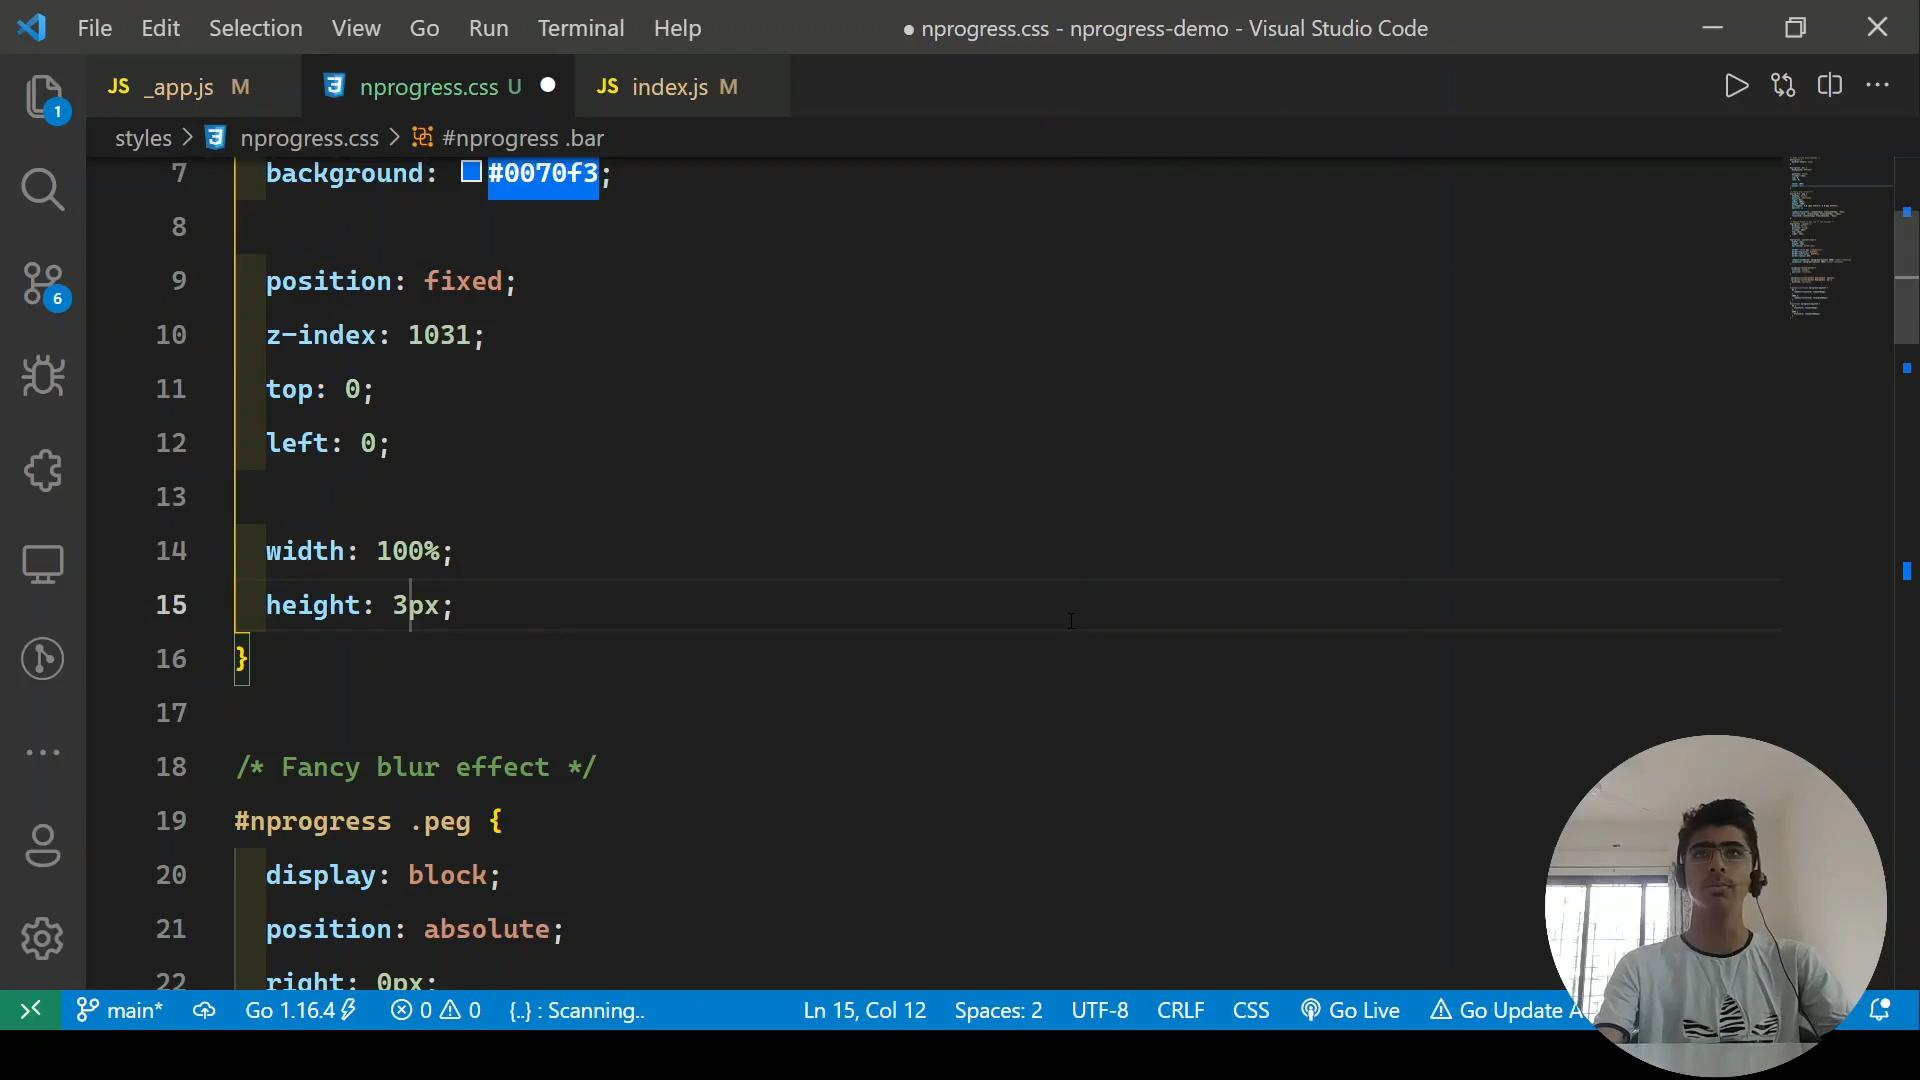 File Edit Selection View Go Run Terminal Help ● nprogress.css - nprogress-demo - Visual Studio Code
JS _app.js M nprogress.css U ● JS index.js M
styles > nprogress.css > #nprogress .bar
1
6
7 background: #0070f3;
8
9 position: fixed;
10 z-index: 1031;
11 top: 0;
12 left: 0;
13
14 width: 100%;
15 height: 3px;
16 }
17
18 /* Fancy blur effect */
19 #nprogress .peg {
20 display: block;
21 position: absolute;
22 right: 0px;
main* Go 1.16.4 0 0 {..} : Scanning.. Ln 15, Col 12 Spaces: 2 UTF-8 CRLF CSS Go Live Go Update A